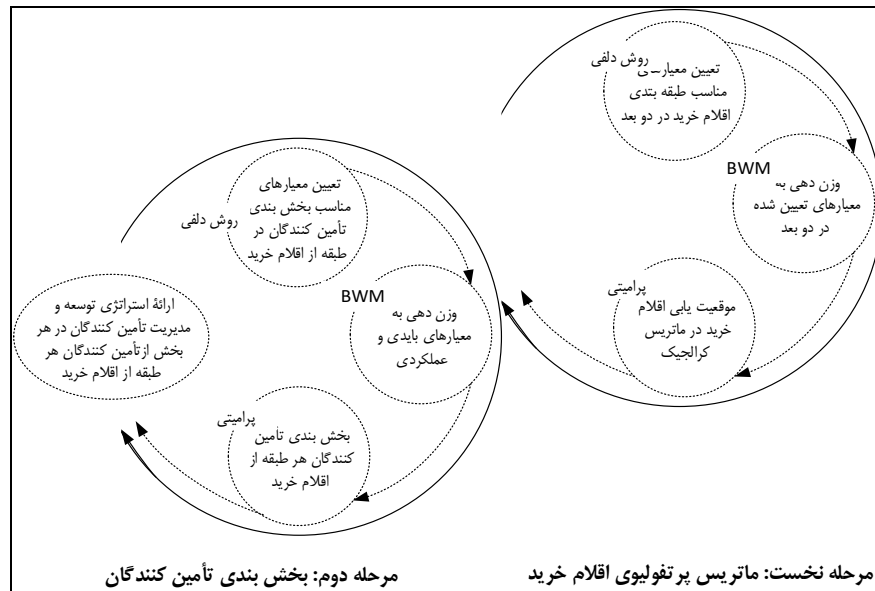 روش دلفی
تعیین معیارهای
مناسب طبقه بندی
اقلام خرید در دو بعد
BWM
وزن دهی به
معیارهای تعیین شده
در دو بعد
پرامیتی
موقعیت یابی اقلام
خرید در ماتریس
کرالجیک
تعیین معیارهای
مناسب بخش بندی
تأمین کنندگان در
طبقه از اقلام خرید
روش دلفی
BWM
وزن دهی به
معیارهای بایدی و
عملکردی
پرامیتی
بخش بندی تأمین
کنندگان هر طبقه از
اقلام خرید
ارائهٔ استراتژی توسعه و
مدیریت تأمین کنندگان در هر
بخش ازتأمین کنندگان هر
طبقه از اقلام خرید
مرحله نخست: ماتریس پرتفولیوی اقلام خرید
مرحله دوم: بخش بندی تأمین کنندگان